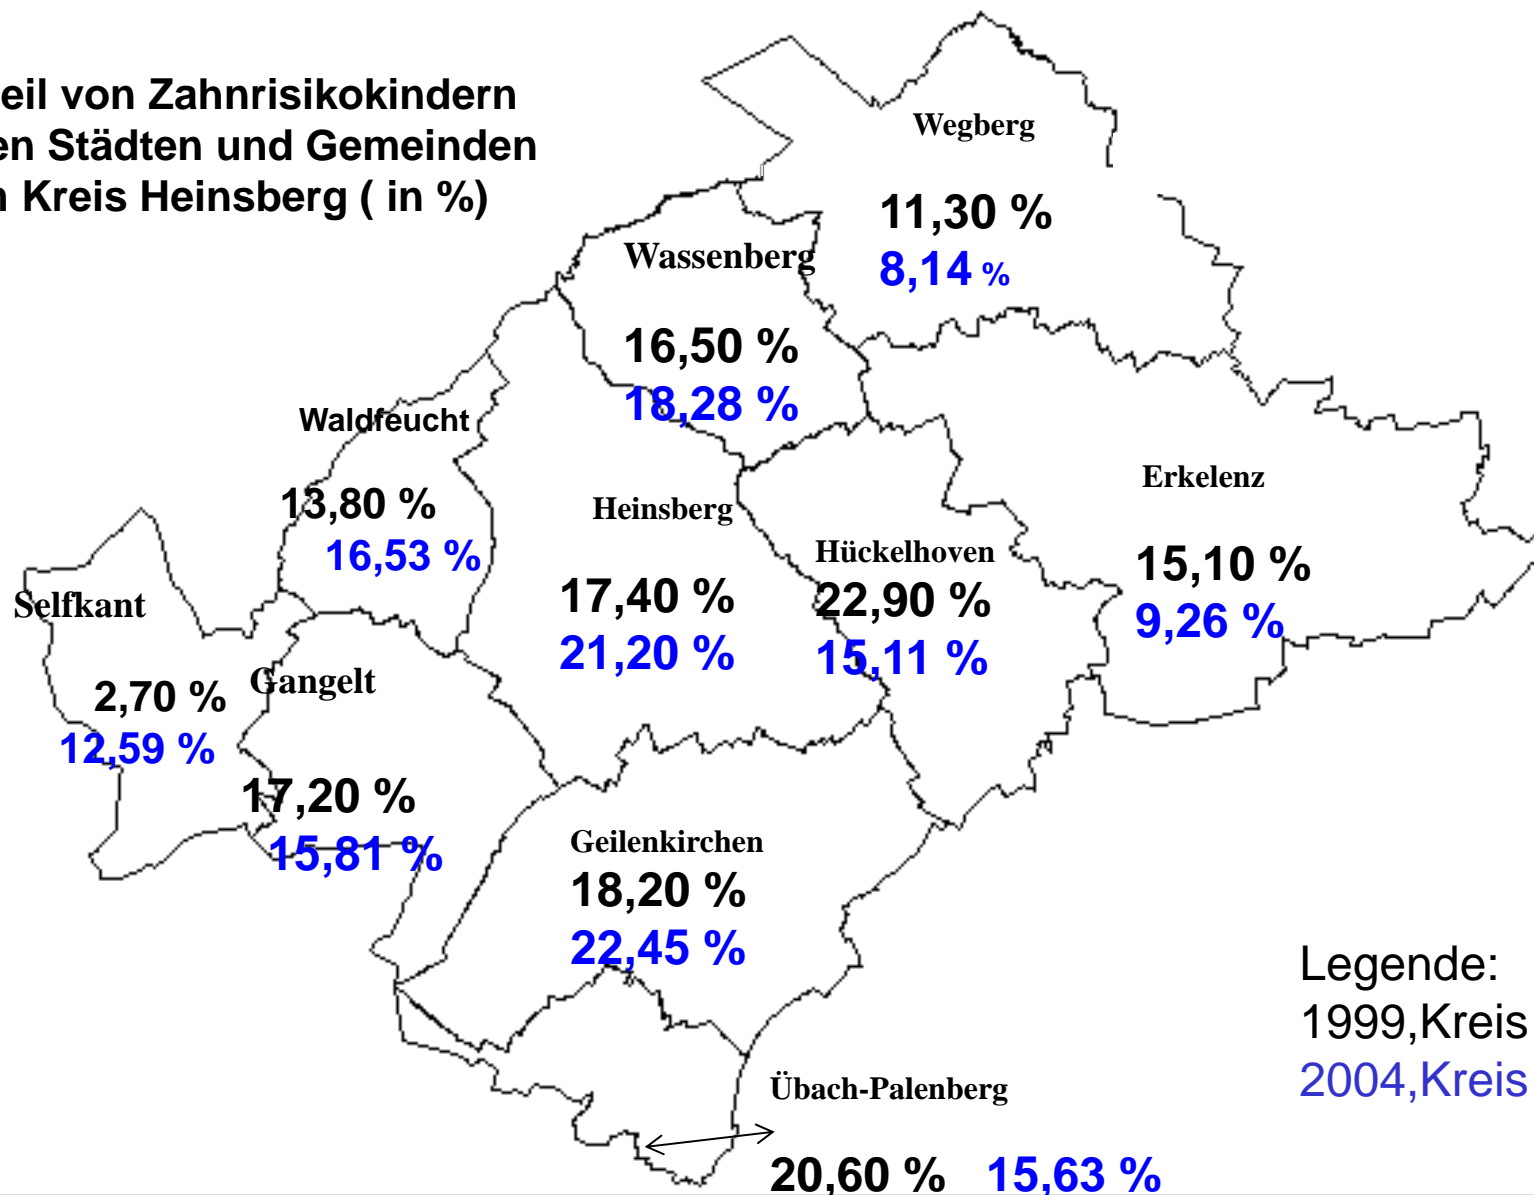 eil von Zahnrisikokindern
en Städten und Gemeinden
Kreis Heinsberg ( in %)
Wegberg
11,30 %
8,14 %
Wassenberg
16,50 %
18,28 %
Waldfeucht
13,80 %
16,53 %
Heinsberg
17,40 %
21,20 %
Hückelhoven
22,90 %
15,11 %
Erkelenz
15,10 %
9,26 %
Selfkant
2,70 %
12,59 %
Gangelt
17,20 %
15,81 %
Geilenkirchen
18,20 %
22,45 %
Übach-Palenberg
20,60 % 15,63 %
Legende:
1999,Kreis
2004,Kreis